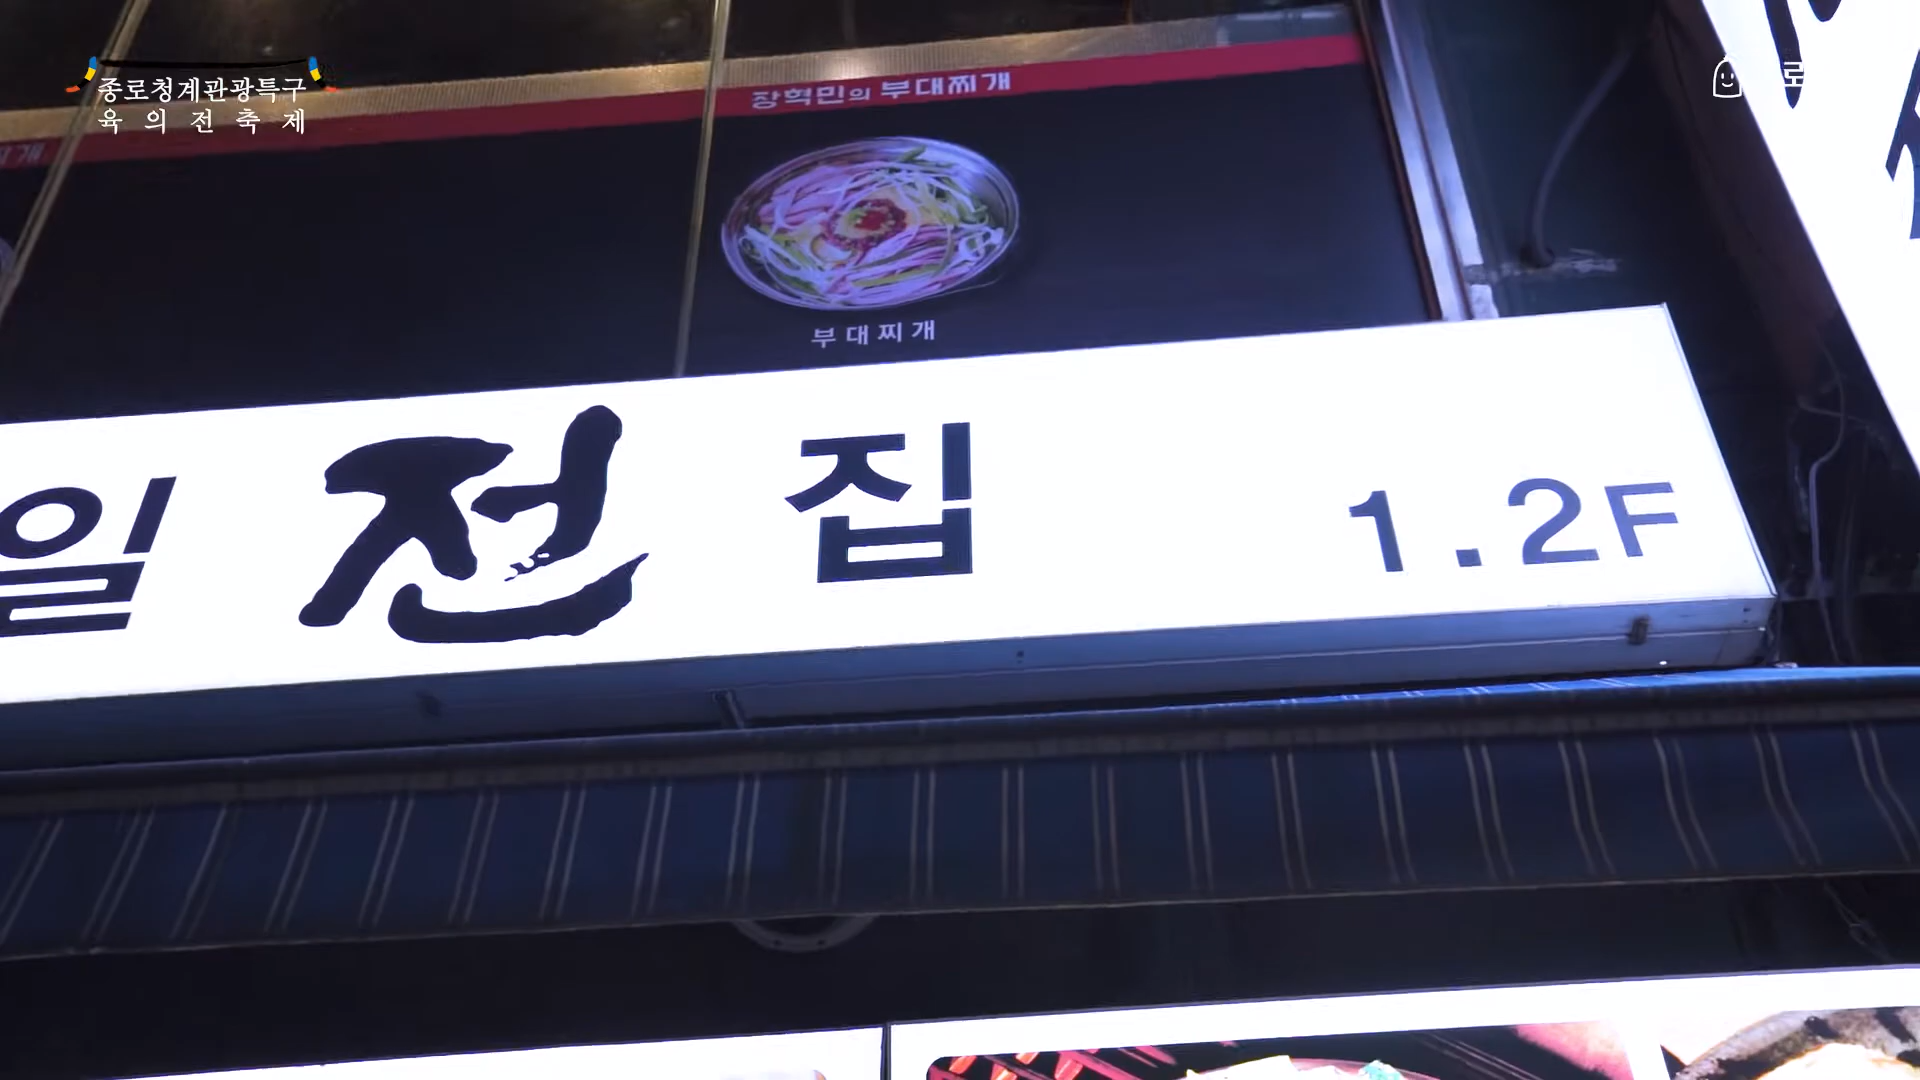 종로청계관광특구
육의전축제
장혁민의 부대찌개
부대찌개
일 전 집 1.2F